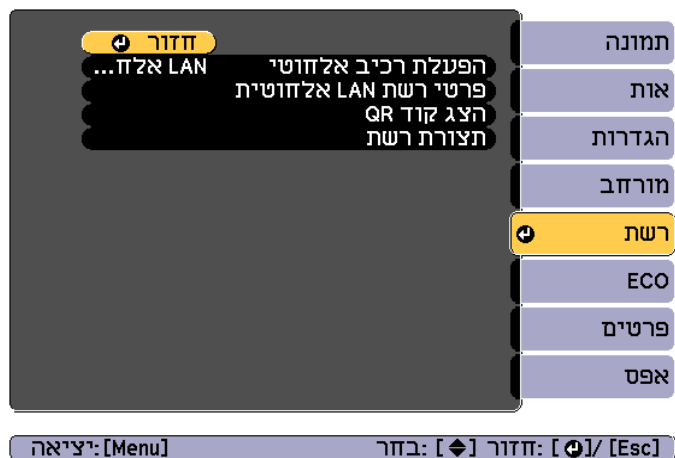 תמונה
אות
הגדרות
מורחב
רשת
ECO
פרטים
אפס
חזור
הפעלת רכיב אלחוטי LAN אלח...
פרטי רשת LAN אלחוטית
הצג קוד QR
תצורת רשת
[Esc] /[ ]: חזור [ ]: בחר [Menu]: יציאה